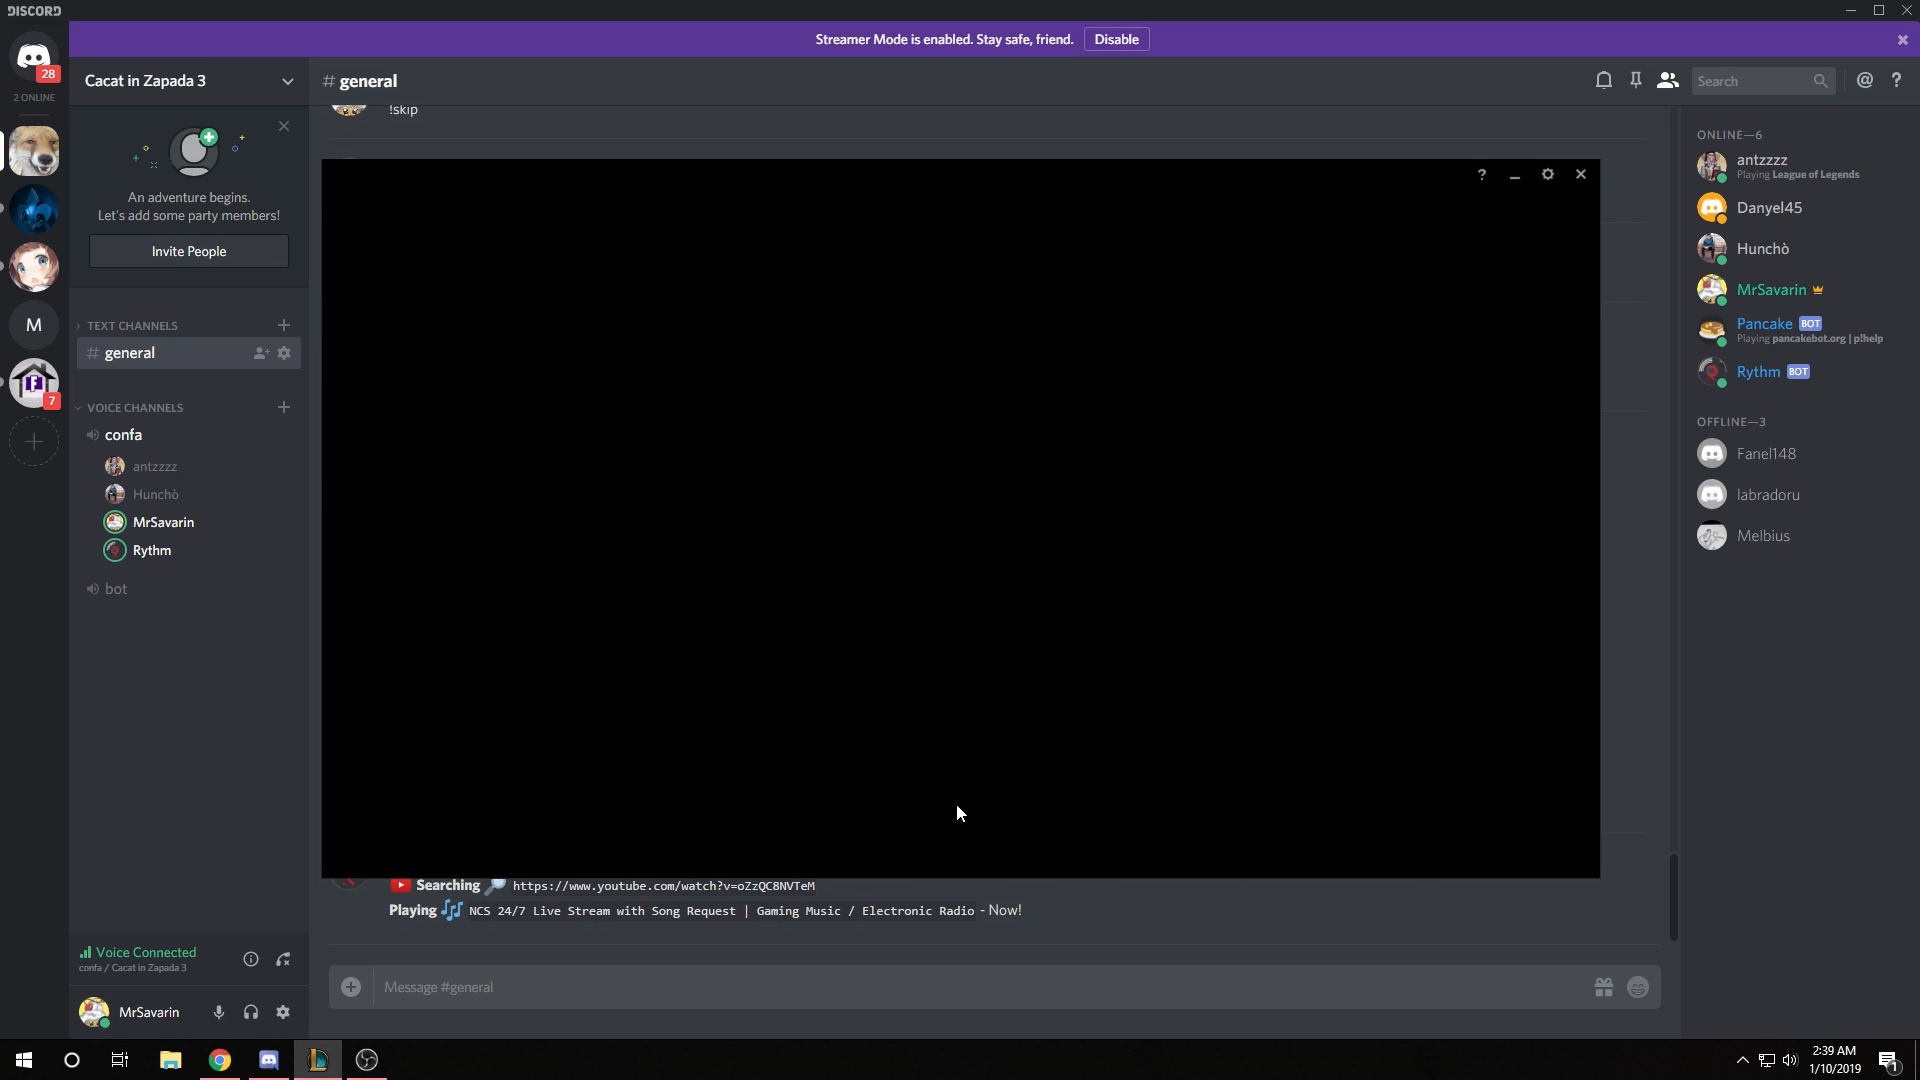 DISCORD
Streamer Mode is enabled. Stay safe, friend.
Disable
28
2 ONLINE
M
F
7
Cacat in Zapada 3
An adventure begins.
Let's add some party members!
Invite People
TEXT CHANNELS
# general
VOICE CHANNELS
confa
antzzzz
Hunchò
MrSavarin
Rythm
bot
Voice Connected
confa / Cacat in Zapada 3
MrSavarin
# general
Search
@ ?
!skip
?
Searching https://www.youtube.com/watch?v=oZzQC8NVTeM
Playing NCS 24/7 Live Stream with Song Request | Gaming Music / Electronic Radio - Now!
Message #general
ONLINE—6
antzzzz
Playing League of Legends
Danyel45
Hunchò
MrSavarin
Pancake BOT
Playing pancakebot.org | p!help
Rythm BOT
OFFLINE—3
Fanel148
labradoru
Melbius
2:39 AM
1/10/2019
1